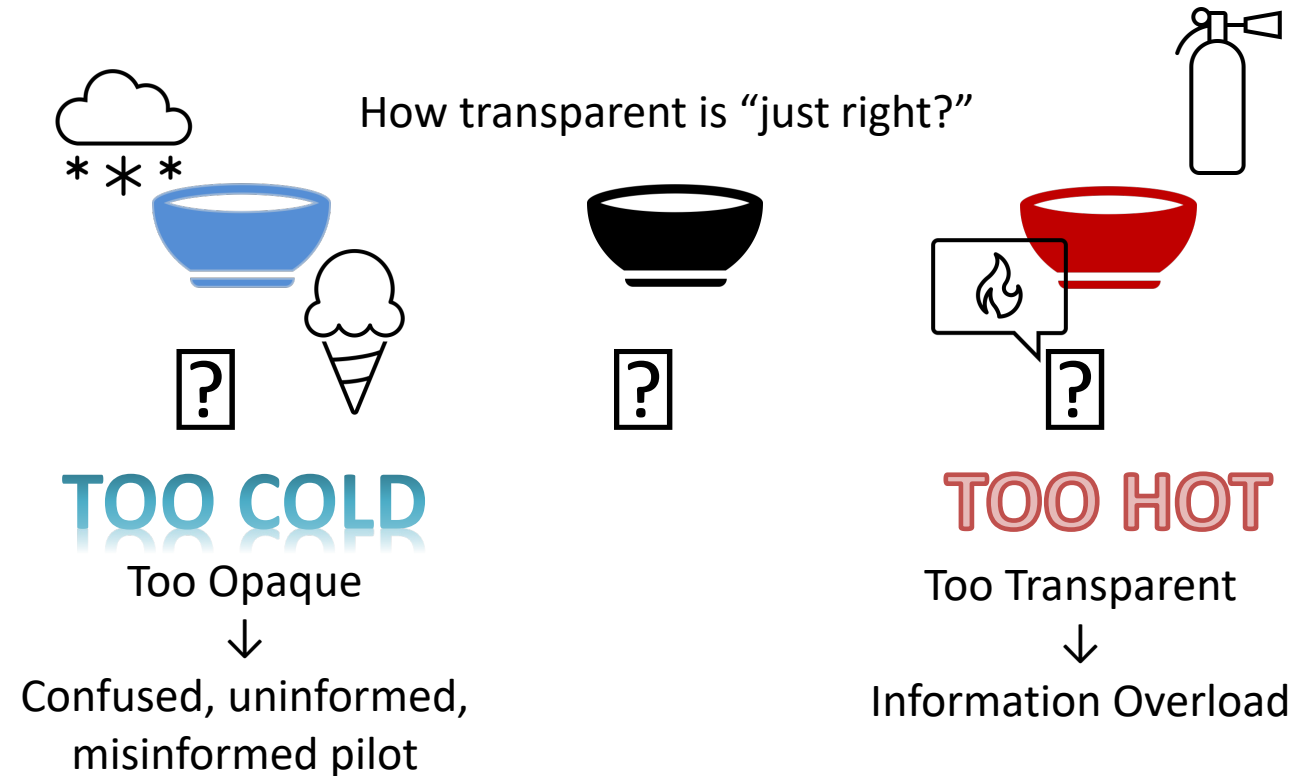 How transparent is “just right?”
?
?
?
TOO COLD
TOO HOT
Too Opaque
↓
Confused, uninformed,
misinformed pilot
Too Transparent
↓
Information Overload